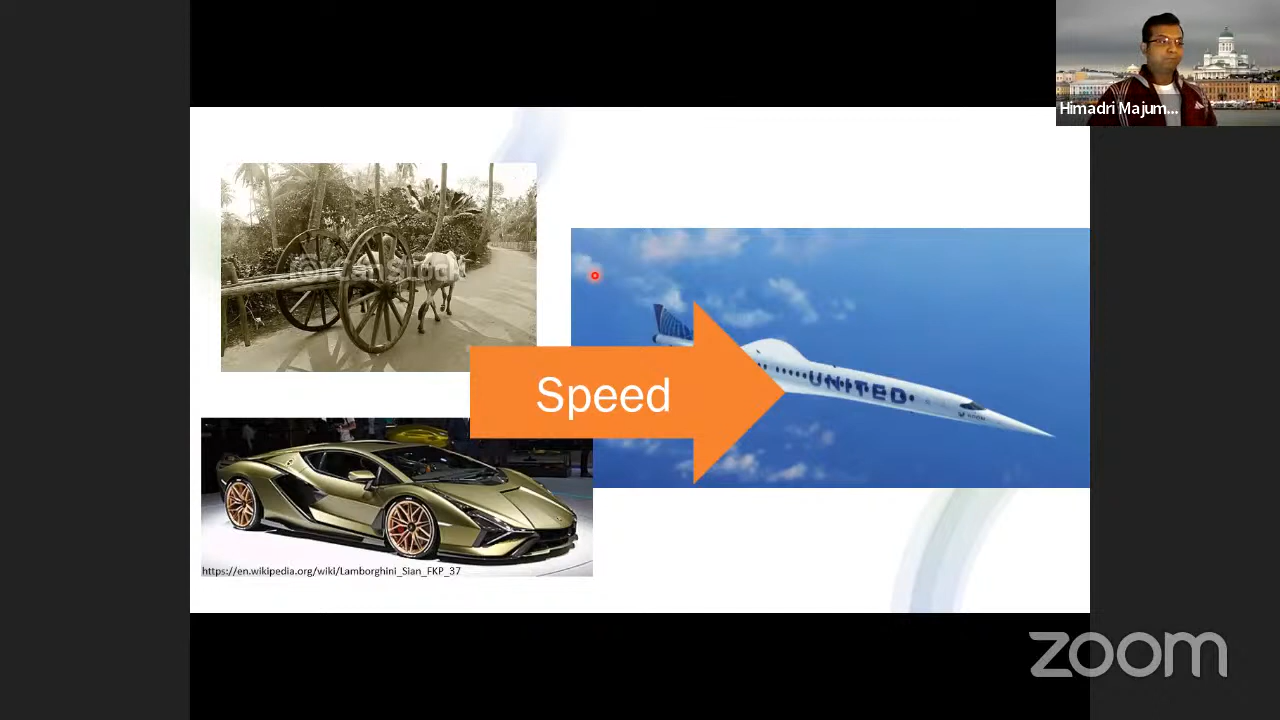 Himadri Majum...
Speed
UNITED
https://en.wikipedia.org/wiki/Lamborghini_Sian_FKP_37
zoom